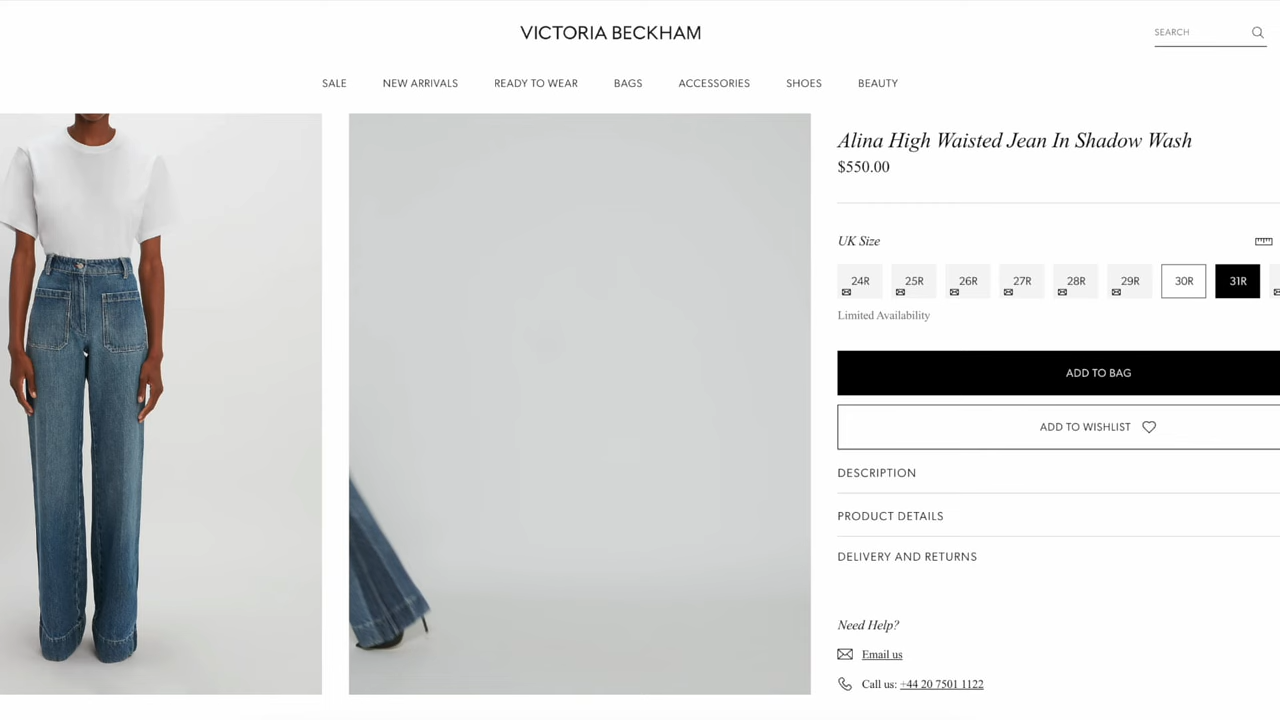 VICTORIA BECKHAM
SEARCH
SALE NEW ARRIVALS READY TO WEAR BAGS ACCESSORIES SHOES BEAUTY
Alina High Waisted Jean In Shadow Wash
$550.00
UK Size
24R 25R 26R 27R 28R 29R 30R 31R
Limited Availability
ADD TO BAG
ADD TO WISHLIST
DESCRIPTION
PRODUCT DETAILS
DELIVERY AND RETURNS
Need Help?
Email us
Call us: +44 20 7501 1122